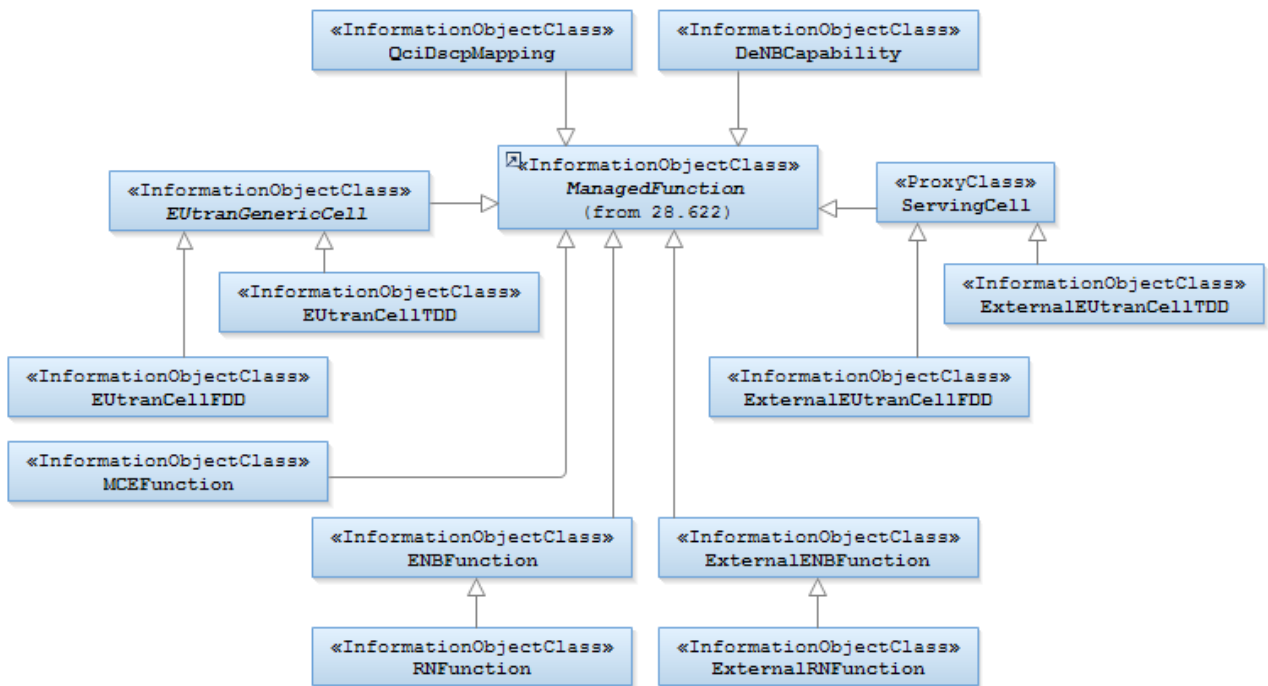 «InformationObjectClass»
QciDscpMapping
«InformationObjectClass»
DeNBCapability
«InformationObjectClass»
ManagedFunction
(from 28.622)
«InformationObjectClass»
EUtranGenericCell
«ProxyClass»
ServingCell
«InformationObjectClass»
EUtranCellTDD
«InformationObjectClass»
ExternalEUtranCellTDD
«InformationObjectClass»
EUtranCellFDD
«InformationObjectClass»
ExternalEUtranCellFDD
«InformationObjectClass»
MCEFunction
«InformationObjectClass»
ENBFunction
«InformationObjectClass»
ExternalENBFunction
«InformationObjectClass»
RNFunction
«InformationObjectClass»
ExternalRNFunction